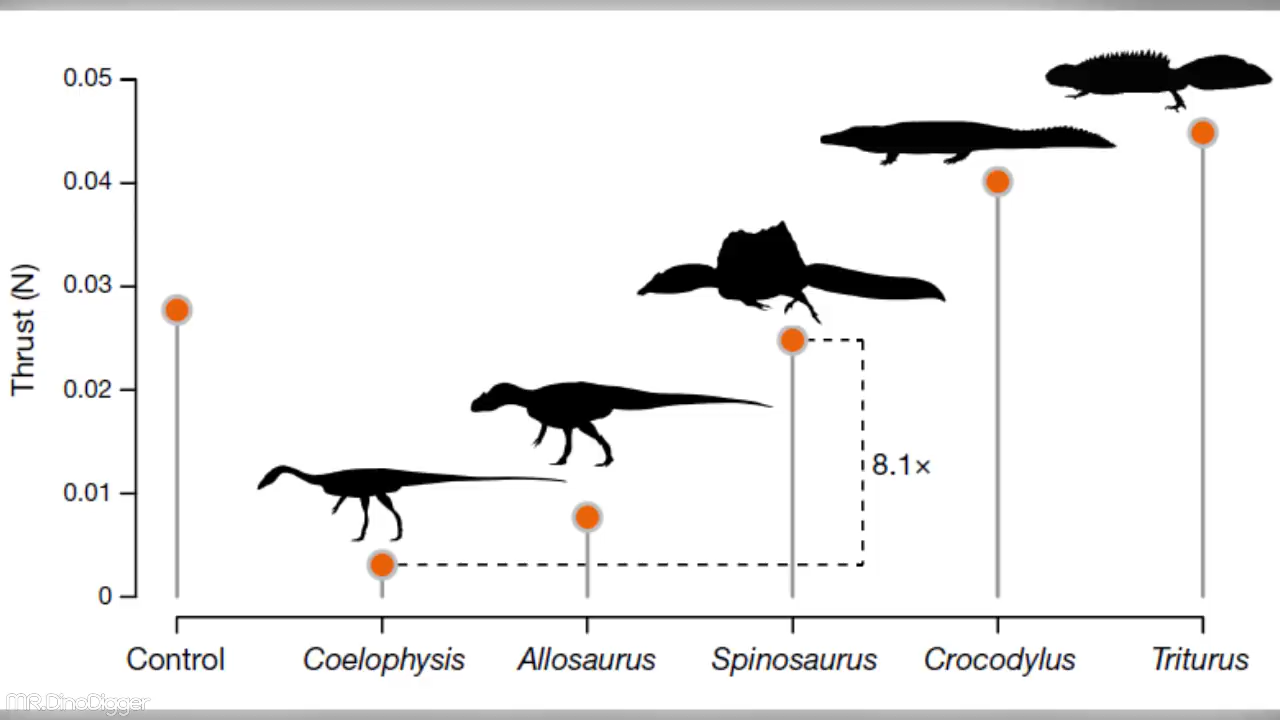 0.05
0.04
0.03
0.02
0.01
0
Thrust (N)
8.1×
Control Coelophysis Allosaurus Spinosaurus Crocodylus Triturus
MR.DinoDigger